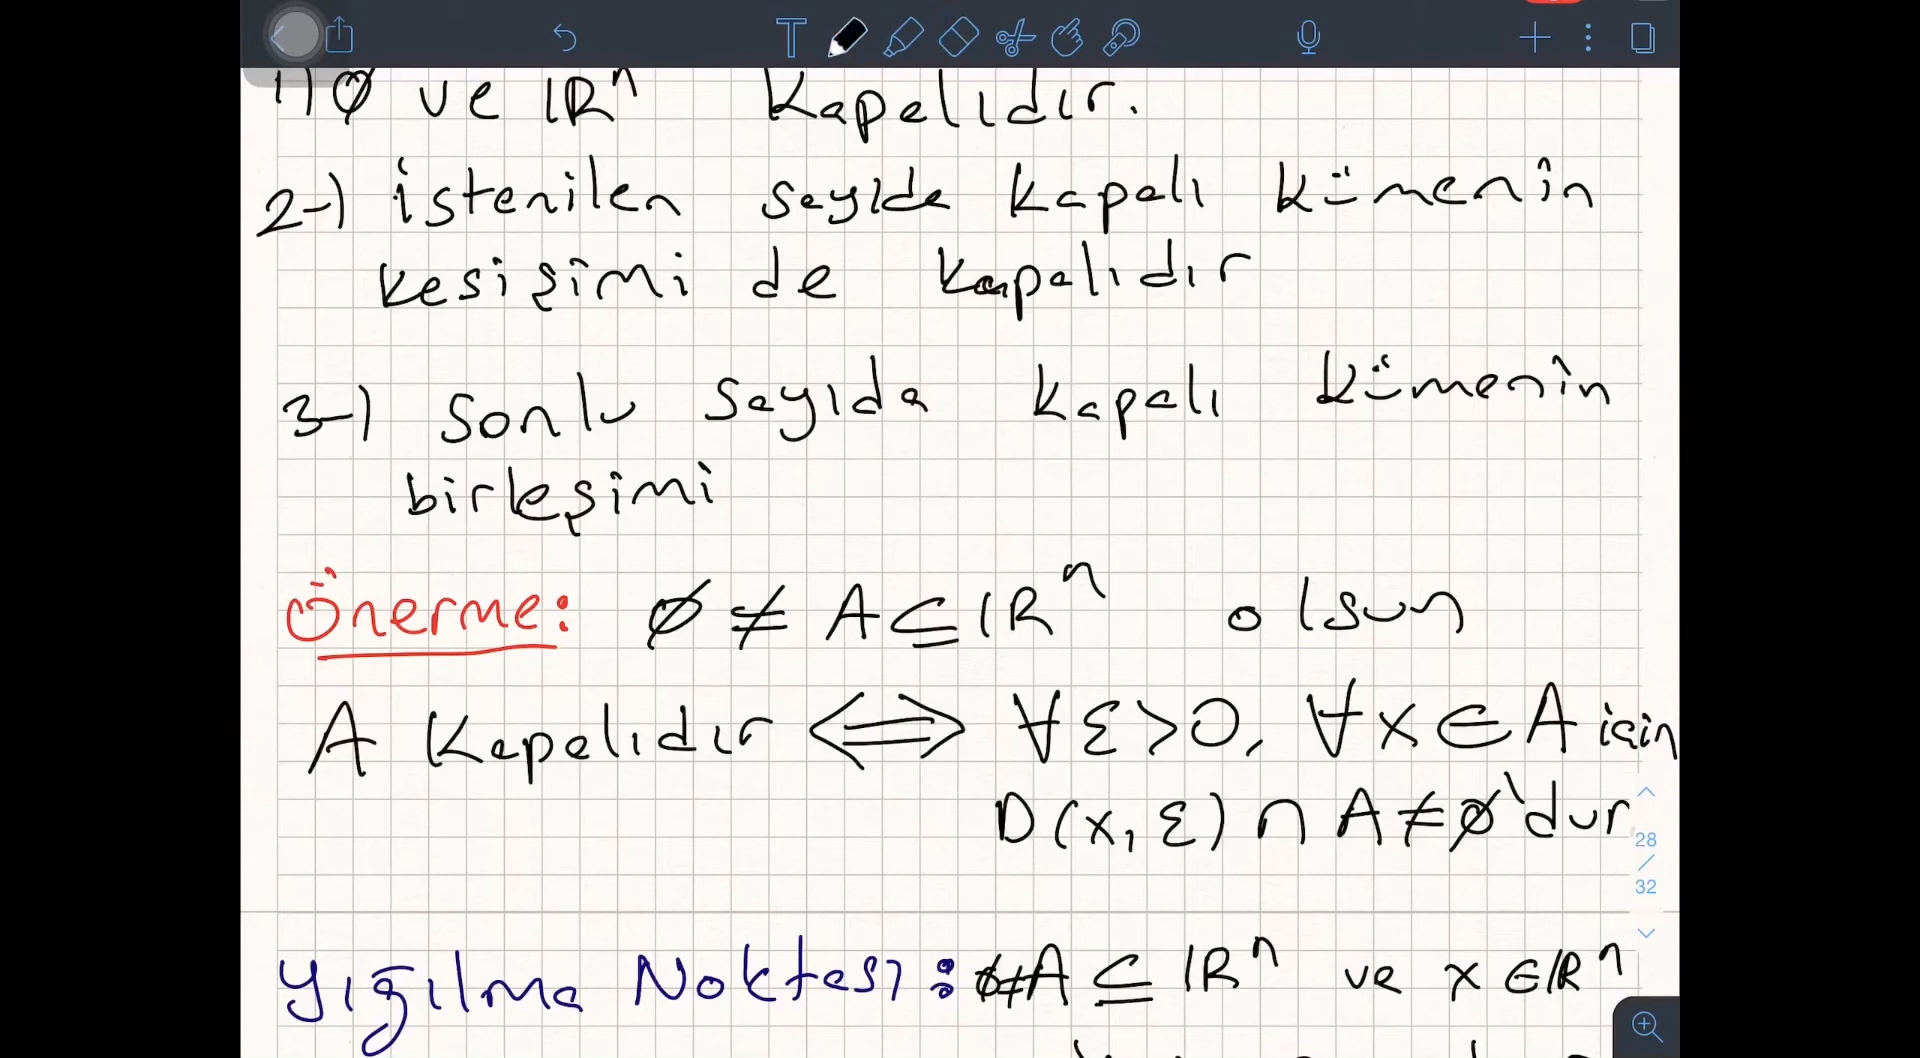 1-) ∅ ve ℝⁿ kapalıdır.
2-) istenilen sayıda kapalı kümenin
kesişimi de kapalıdır
3-) Sonlu sayıda kapalı kümenin
birleşimi
Önerme: ∅ ≠ A ⊆ ℝⁿ olsun
A kapalıdır ⟺ ∀ε>0, ∀x∈A için
D(x, ε) ∩ A ≠ ∅'dur
28
/
32
Yığılma Noktası: ∅≠A ⊆ ℝⁿ ve x ∈ ℝⁿ